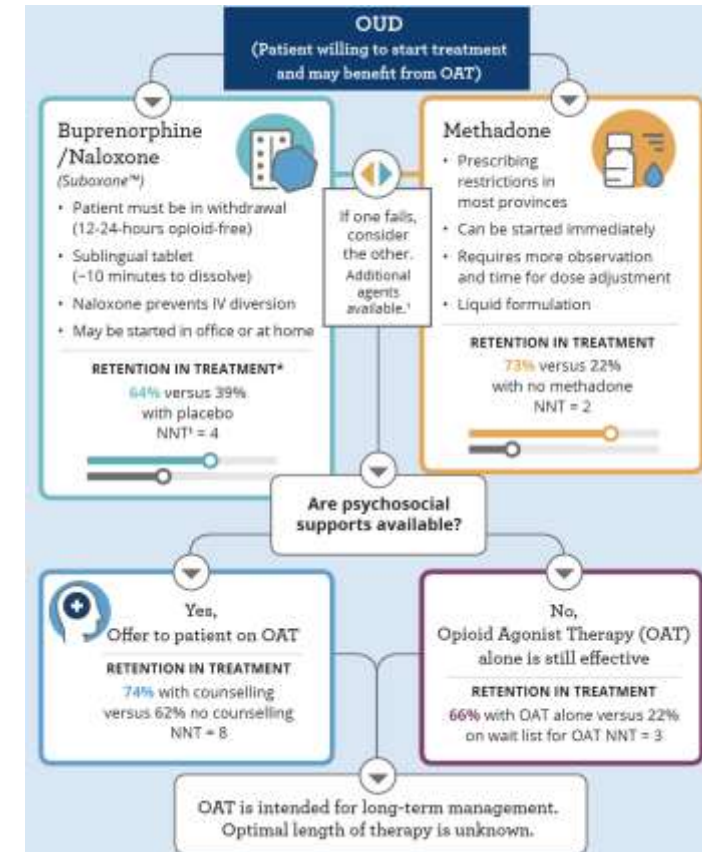 OUD
(Patient willing to start treatment
and may benefit from OAT)
Buprenorphine
/Naloxone
(Suboxone™)
• Patient must be in withdrawal
(12-24-hours opioid-free)
• Sublingual tablet
(~10 minutes to dissolve)
• Naloxone prevents IV diversion
• May be started in office or at home
RETENTION IN TREATMENT*
64% versus 39%
with placebo
NNT† = 4
If one fails,
consider
the other.
Additional
agents
available.¹
Methadone
• Prescribing
restrictions in
most provinces
• Can be started immediately
• Requires more observation
and time for dose adjustment
• Liquid formulation
RETENTION IN TREATMENT
73% versus 22%
with no methadone
NNT = 2
Are psychosocial
supports available?
Yes,
Offer to patient on OAT
RETENTION IN TREATMENT
74% with counselling
versus 62% no counselling
NNT = 8
No,
Opioid Agonist Therapy (OAT)
alone is still effective
RETENTION IN TREATMENT
66% with OAT alone versus 22%
on wait list for OAT NNT = 3
OAT is intended for long-term management.
Optimal length of therapy is unknown.